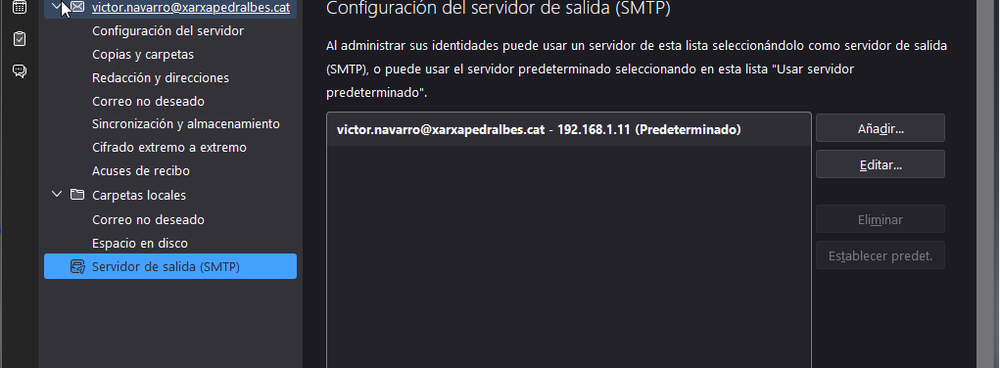 victor.navarro@xarxapedralbes.cat
Configuración del servidor
Copias y carpetas
Redacción y direcciones
Correo no deseado
Sincronización y almacenamiento
Cifrado extremo a extremo
Acuses de recibo
Carpetas locales
Correo no deseado
Espacio en disco
Servidor de salida (SMTP)
Configuración del servidor de salida (SMTP)
Al administrar sus identidades puede usar un servidor de esta lista seleccionándolo como servidor de salida
(SMTP), o puede usar el servidor predeterminado seleccionando en esta lista "Usar servidor
predeterminado".
victor.navarro@xarxapedralbes.cat - 192.168.1.11 (Predeterminado)
Añadir...
Editar...
Eliminar
Establecer predet.